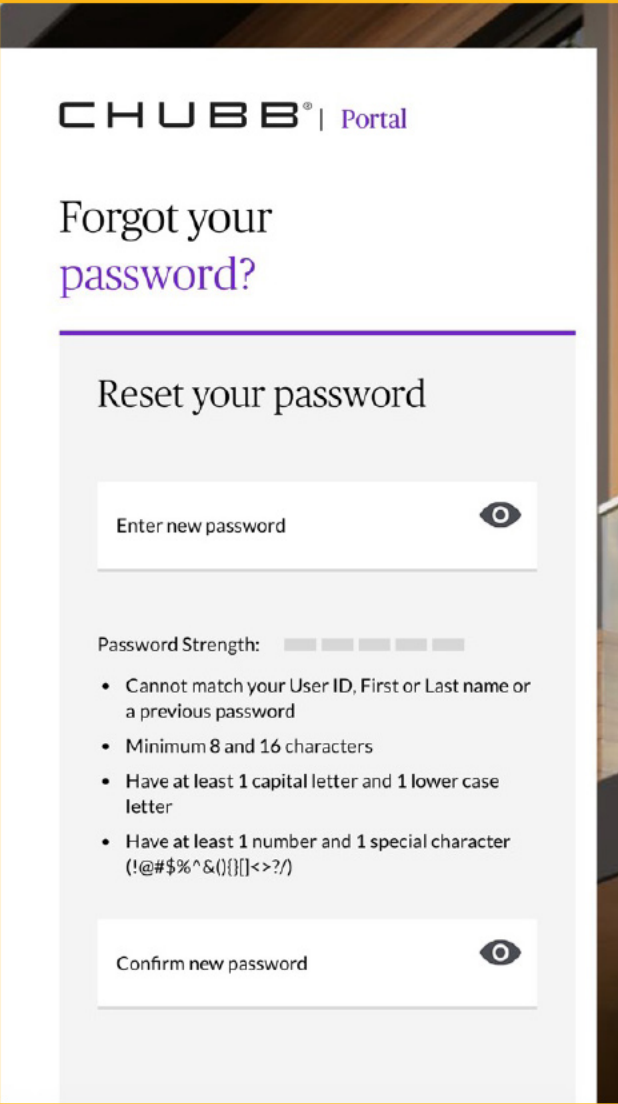 CHUBB® | Portal
Forgot your
password?
Reset your password
Enter new password
Password Strength:
• Cannot match your User ID, First or Last name or
a previous password
• Minimum 8 and 16 characters
• Have at least 1 capital letter and 1 lower case
letter
• Have at least 1 number and 1 special character
(!@#$%^&(){}[]<>?/)
Confirm new password